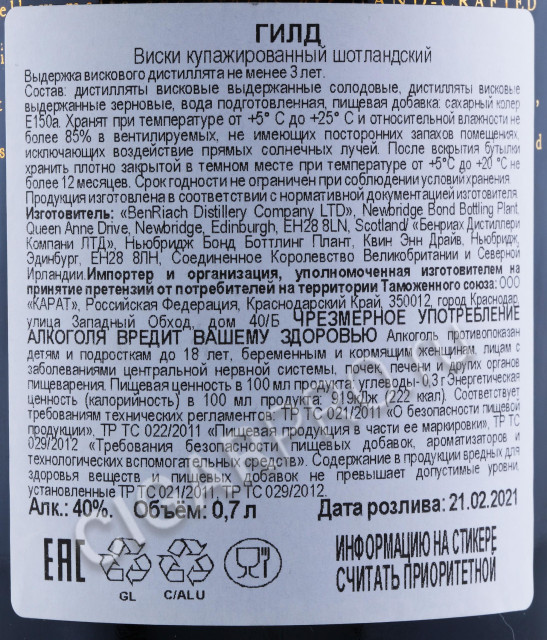 HAND-CRAFTED
ГИЛД
Виски купажированный шотландский
Выдержка вискового дистиллята не менее 3 лет.
Состав: дистилляты висковые выдержанные солодовые, дистилляты висковые
выдержанные зерновые, вода подготовленная, пищевая добавка: сахарный колер
Е150а. Хранят при температуре от +5° С до +25° С и относительной влажности не
более 85% в вентилируемых, не имеющих посторонних запахов помещениях,
исключающих воздействие прямых солнечных лучей. После вскрытия бутылки
хранить плотно закрытой в темном месте при температуре от +5°С до +20 °С не
более 12 месяцев. Срок годности не ограничен при соблюдении условий хранения.
Продукция изготовлена в соответствии с нормативной документацией изготовителя.
Изготовитель: «BenRiach Distillery Company LTD», Newbridge Bond Bottling Plant,
Queen Anne Drive, Newbridge, Edinburgh, EH28 8LN, Scotland/ «Бенриах Дистиллери
Компани ЛТД», Ньюбридж Бонд Боттлинг Плант, Квин Энн Драйв, Ньюбридж,
Эдинбург, ЕН28 8ЛН, Соединенное Королевство Великобритании и Северной
Ирландии.Импортер и организация, уполномоченная изготовителем на
принятие претензий от потребителей на территории Таможенного союза: ООО
«КАРАТ», Российская Федерация, Краснодарский Край, 350012, город Краснодар,
улица Западный Обход, дом 40/Б ЧРЕЗМЕРНОЕ УПОТРЕБЛЕНИЕ
АЛКОГОЛЯ ВРЕДИТ ВАШЕМУ ЗДОРОВЬЮ Алкоголь противопоказан
детям и подросткам до 18 лет, беременным и кормящим женщинам, лицам с
заболеваниями центральной нервной системы, почек, печени и других органов
пищеварения. Пищевая ценность в 100 мл продукта: углеводы- 0,3 г Энергетическая
ценность (калорийность) в 100 мл продукта: 919кДж (222 ккал). Соответствует
требованиям технических регламентов: ТР ТС 021/2011 «О безопасности пищевой
продукции», ТР ТС 022/2011 «Пищевая продукция в части ее маркировки», ТР ТС
029/2012 «Требования безопасности пищевых добавок, ароматизаторов и
технологических вспомогательных средств». Содержание в продукции вредных для
здоровья веществ и пищевых добавок не превышает допустимые уровни,
установленные ТР ТС 021/2011, ТР ТС 029/2012.
Алк.: 40%. Объём: 0,7 л Дата розлива: 21.02.2021
EAC
GL
C/ALU
ИНФОРМАЦИЮ НА СТИКЕРЕ
СЧИТАТЬ ПРИОРИТЕТНОЙ
CIGARPRO.RU